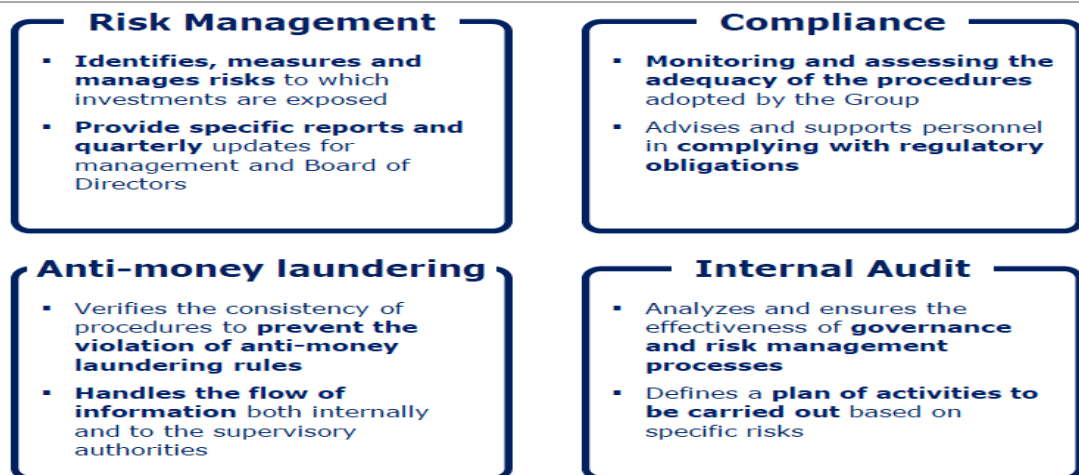 Risk Management
▪ Identifies, measures and
manages risks to which
investments are exposed
▪ Provide specific reports and
quarterly updates for
management and Board of
Directors
Compliance
▪ Monitoring and assessing the
adequacy of the procedures
adopted by the Group
▪ Advises and supports personnel
in complying with regulatory
obligations
Anti-money laundering
▪ Verifies the consistency of
procedures to prevent the
violation of anti-money
laundering rules
▪ Handles the flow of
information both internally
and to the supervisory
authorities
Internal Audit
▪ Analyzes and ensures the
effectiveness of governance
and risk management
processes
▪ Defines a plan of activities to
be carried out based on
specific risks